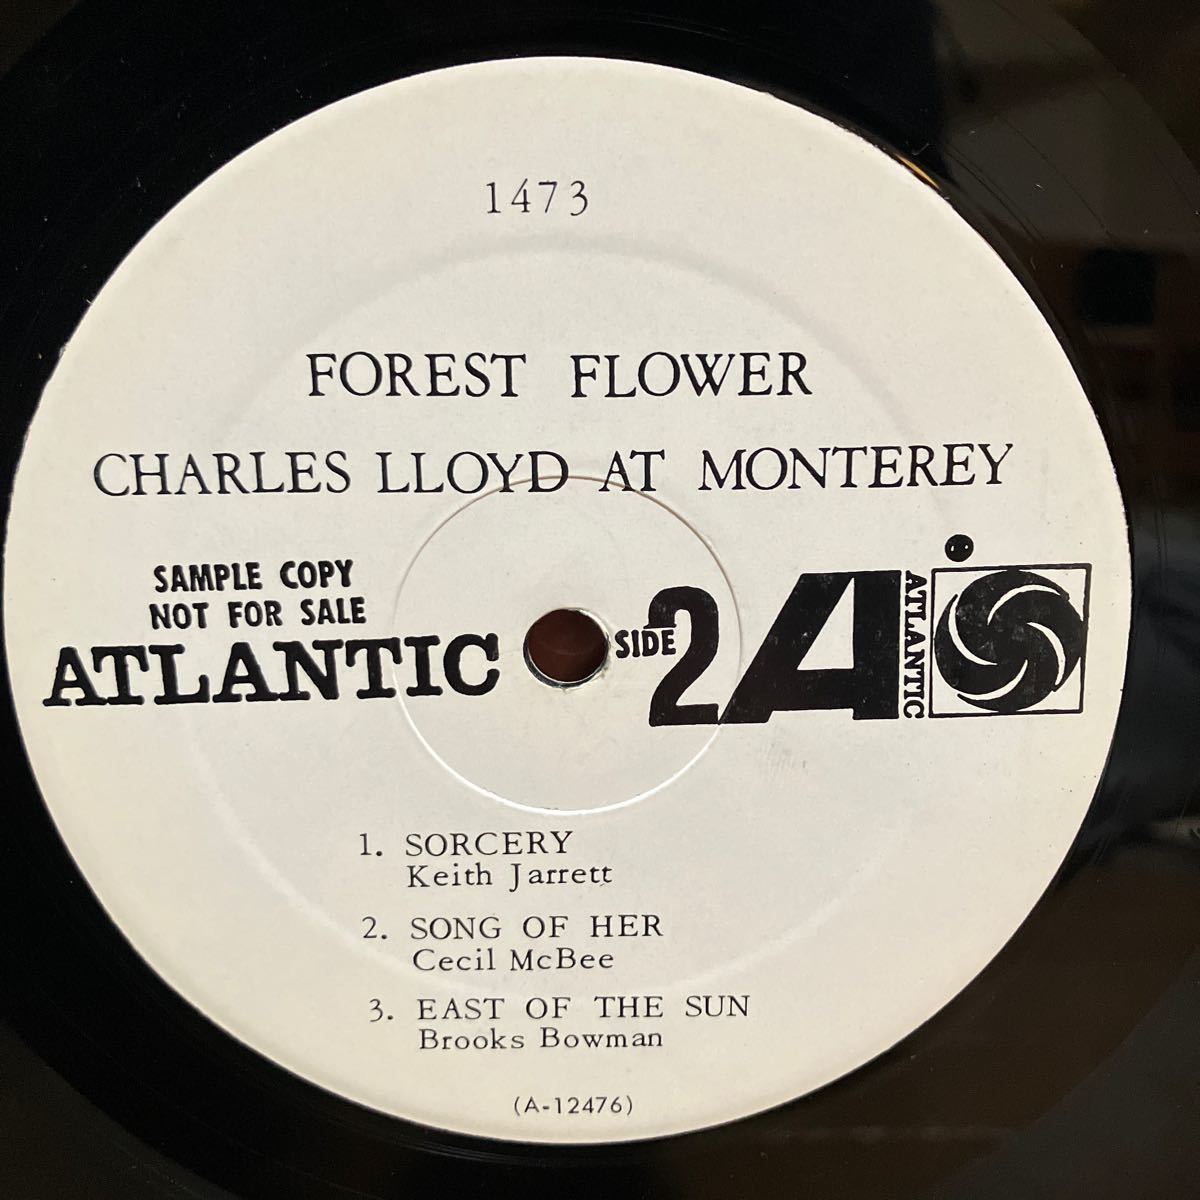 1473
FOREST FLOWER
CHARLES LLOYD AT MONTEREY
SAMPLE COPY
NOT FOR SALE
ATLANTIC
SIDE 2
A
ATLANTIC
1. SORCERY
Keith Jarrett
2. SONG OF HER
Cecil McBee
3. EAST OF THE SUN
Brooks Bowman
(A-12476)